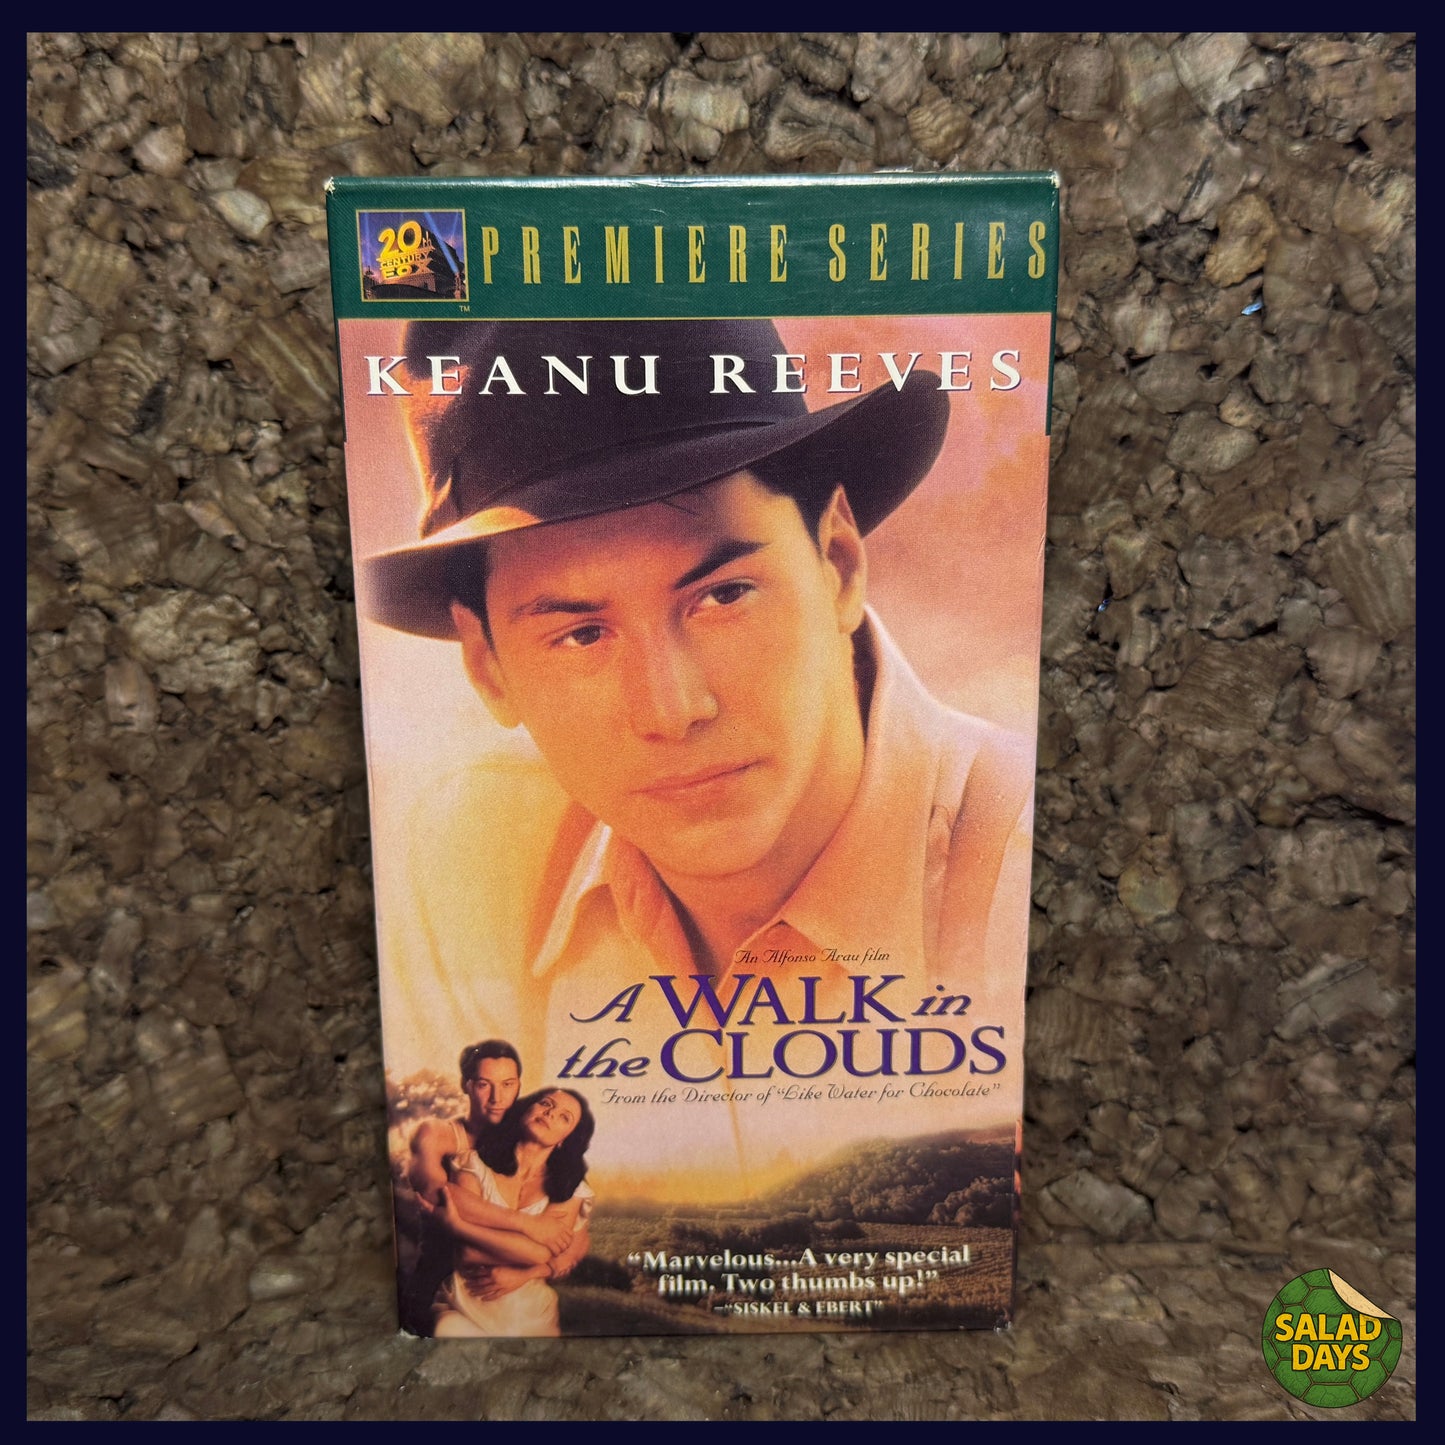 20th
CENTURY
FOX
TM
PREMIERE SERIES
KEANU REEVES
An Alfonso Arau film
A WALK in
the CLOUDS
From the Director of "Like Water for Chocolate"
“Marvelous...A very special
film. Two thumbs up!”
–“SISKEL & EBERT”
SALAD
DAYS